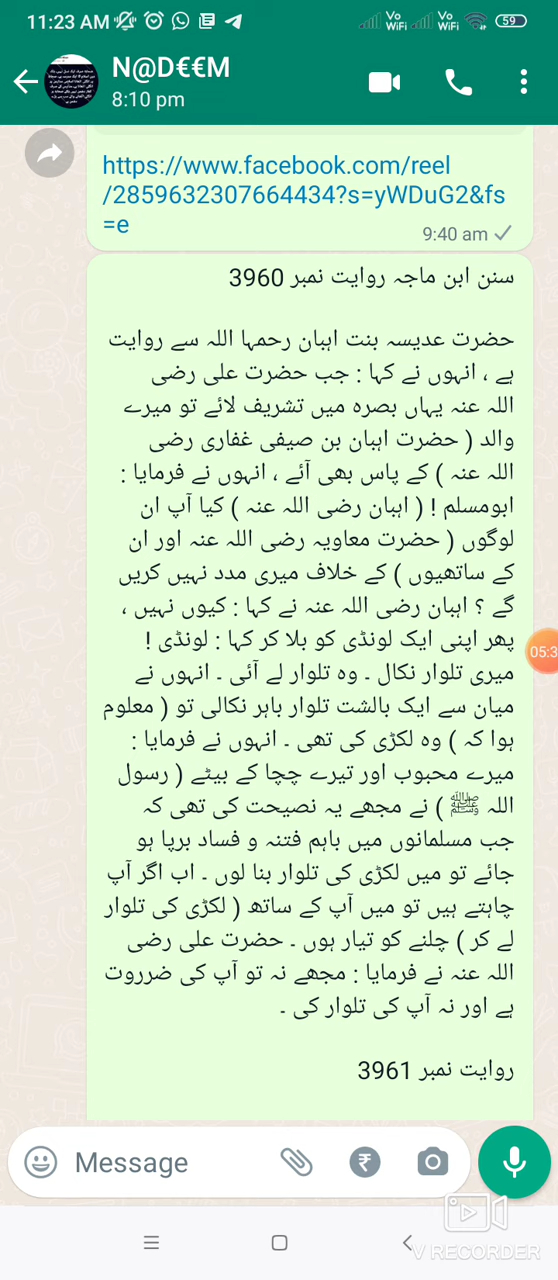 11:23 AM
Vo WiFi
Vo WiFi
59
N@D€€M
8:10 pm
https://www.facebook.com/reel
/2859632307664434?s=yWDuG2&fs
=e
9:40 am
سنن ابن ماجہ روایت نمبر 3960
حضرت عدیسہ بنت اہبان رحمہا اللہ سے روایت
ہے ، انہوں نے کہا : جب حضرت علی رضی
اللہ عنہ یہاں بصرہ میں تشریف لائے تو میرے
والد ( حضرت اہبان بن صیفی غفاری رضی
اللہ عنہ ) کے پاس بھی آئے ، انہوں نے فرمایا :
ابومسلم ! ( اہبان رضی اللہ عنہ ) کیا آپ ان
لوگوں ( حضرت معاویہ رضی اللہ عنہ اور ان
کے ساتھیوں ) کے خلاف میری مدد نہیں کریں
گے ؟ اہبان رضی اللہ عنہ نے کہا : کیوں نہیں ،
پھر اپنی ایک لونڈی کو بلا کر کہا : لونڈی !
میری تلوار نکال ۔ وہ تلوار لے آئی ۔ انہوں نے
میان سے ایک بالشت تلوار باہر نکالی تو ( معلوم
ہوا کہ ) وہ لکڑی کی تھی ۔ انہوں نے فرمایا :
میرے محبوب اور تیرے چچا کے بیٹے ( رسول
اللہ ﷺ ) نے مجھے یہ نصیحت کی تھی کہ
جب مسلمانوں میں باہم فتنہ و فساد برپا ہو
جائے تو میں لکڑی کی تلوار بنا لوں ۔ اب اگر آپ
چاہتے ہیں تو میں آپ کے ساتھ ( لکڑی کی تلوار
لے کر ) چلنے کو تیار ہوں ۔ حضرت علی رضی
اللہ عنہ نے فرمایا : مجھے نہ تو آپ کی ضرروت
ہے اور نہ آپ کی تلوار کی ۔
05:3
روایت نمبر 3961
Message
V RECORDER